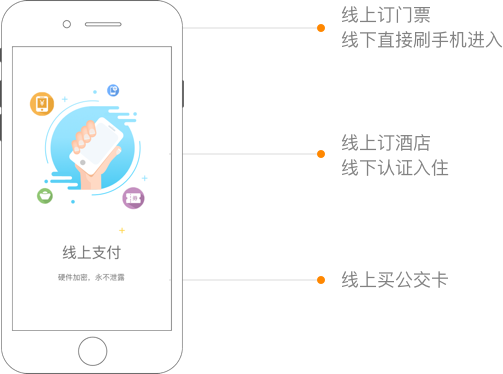 线上订门票
线下直接刷手机进入
线上订酒店
线下认证入住
线上支付
硬件加密，永不泄露
线上买公交卡